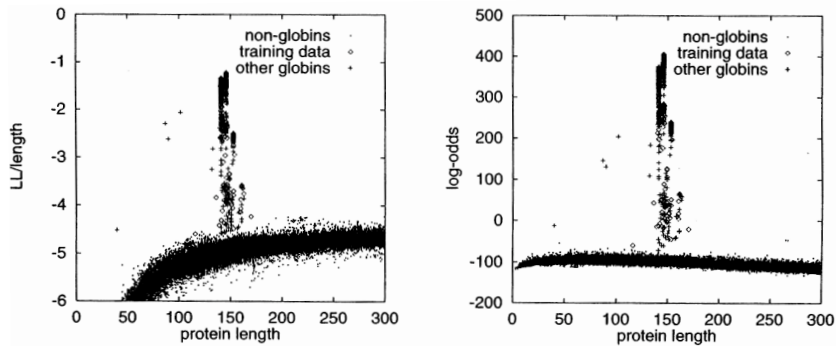 -1
-2
-3
-4
-5
-6
LL/length
non-globins
training data
other globins
0 50 100 150 200 250 300
protein length
500
400
300
200
100
0
-100
-200
log-odds
non-globins
training data
other globins
0 50 100 150 200 250 300
protein length